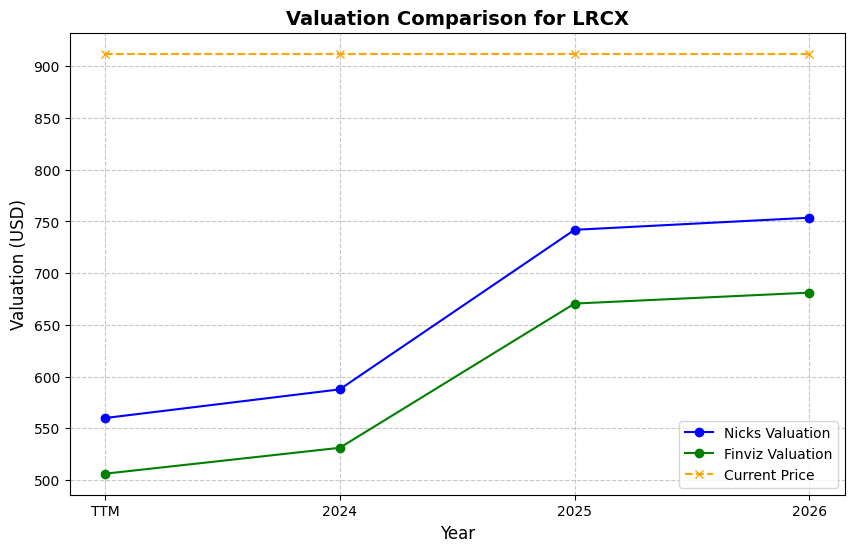 Valuation Comparison for LRCX
900
850
800
750
700
650
600
550
500
Valuation (USD)
TTM
2024
2025
2026
Year
Nicks Valuation
Finviz Valuation
Current Price